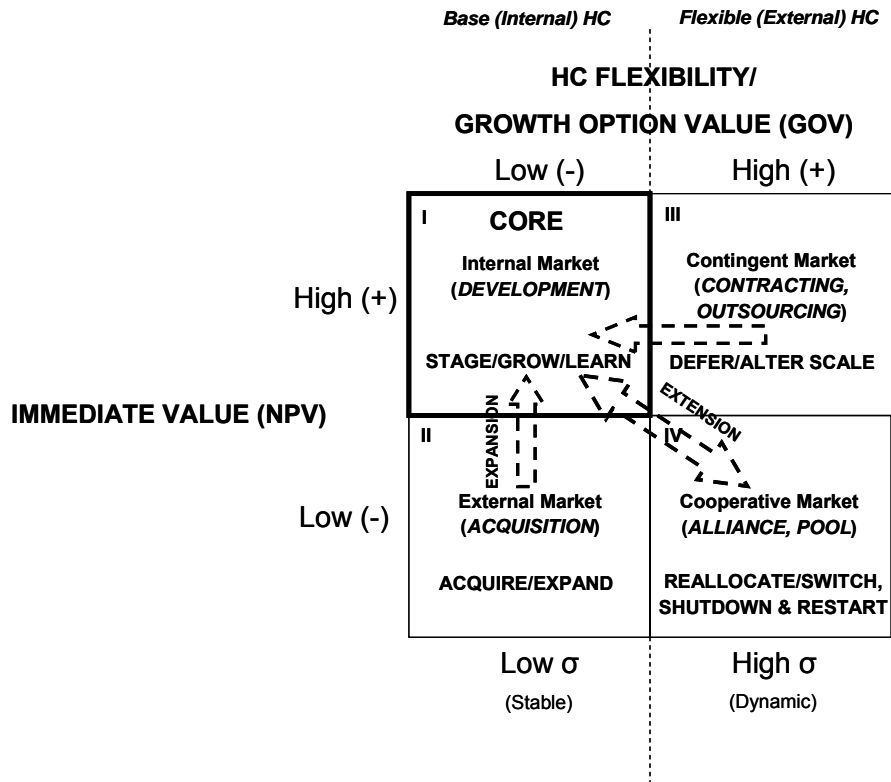 Base (Internal) HC
Flexible (External) HC
HC FLEXIBILITY/
GROWTH OPTION VALUE (GOV)
Low (-)
High (+)
I
CORE
Internal Market
(DEVELOPMENT)
STAGE/GROW/LEARN
III
Contingent Market
(CONTRACTING,
OUTSOURCING)
DEFER/ALTER SCALE
High (+)
IMMEDIATE VALUE (NPV)
EXPANSION
EXTENSION
II
External Market
(ACQUISITION)
ACQUIRE/EXPAND
IV
Cooperative Market
(ALLIANCE, POOL)
REALLOCATE/SWITCH,
SHUTDOWN & RESTART
Low (-)
Low σ
(Stable)
High σ
(Dynamic)